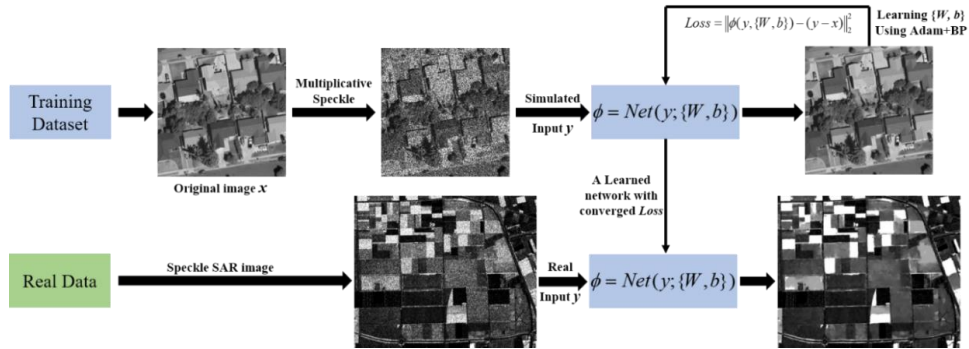 Loss = ‖ϕ(y,{W,b})−(y−x)‖₂²
Learning {W, b}
Using Adam+BP
Training
Dataset
Multiplicative
Speckle
Simulated
Input y
ϕ = Net(y;{W,b})
Original image x
A Learned
network with
converged Loss
Real Data
Speckle SAR image
Real
Input y
ϕ = Net(y;{W,b})